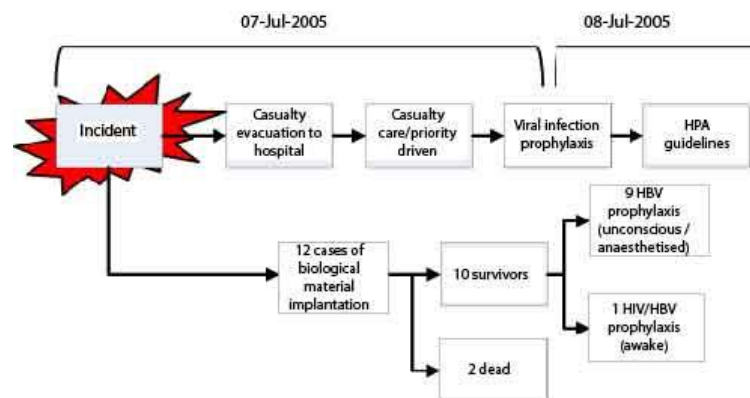 07-Jul-2005
08-Jul-2005
Incident
Casualty
evacuation to
hospital
Casualty
care/priority
driven
Viral infection
prophylaxis
HPA
guidelines
12 cases of
biological
material
implantation
10 survivors
2 dead
9 HBV
prophylaxis
(unconscious /
anaesthetised)
1 HIV/HBV
prophylaxis
(awake)